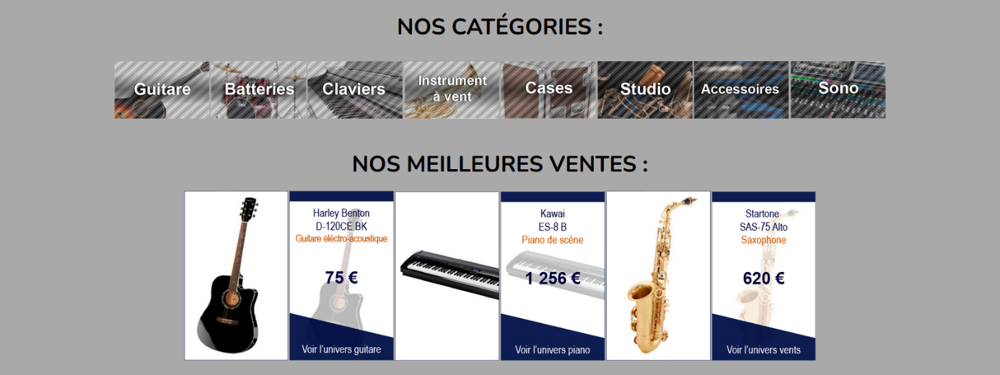 NOS CATÉGORIES :
Guitare
Batteries
Claviers
Instrument
à vent
Cases
Studio
Accessoires
Sono
NOS MEILLEURES VENTES :
Harley Benton
D-120CE BK
Guitare éléctro-acoustique
75 €
Voir l'univers guitare
Kawai
ES-8 B
Piano de scène
1 256 €
Voir l'univers piano
Startone
SAS-75 Alto
Saxophone
620 €
Voir l'univers vents